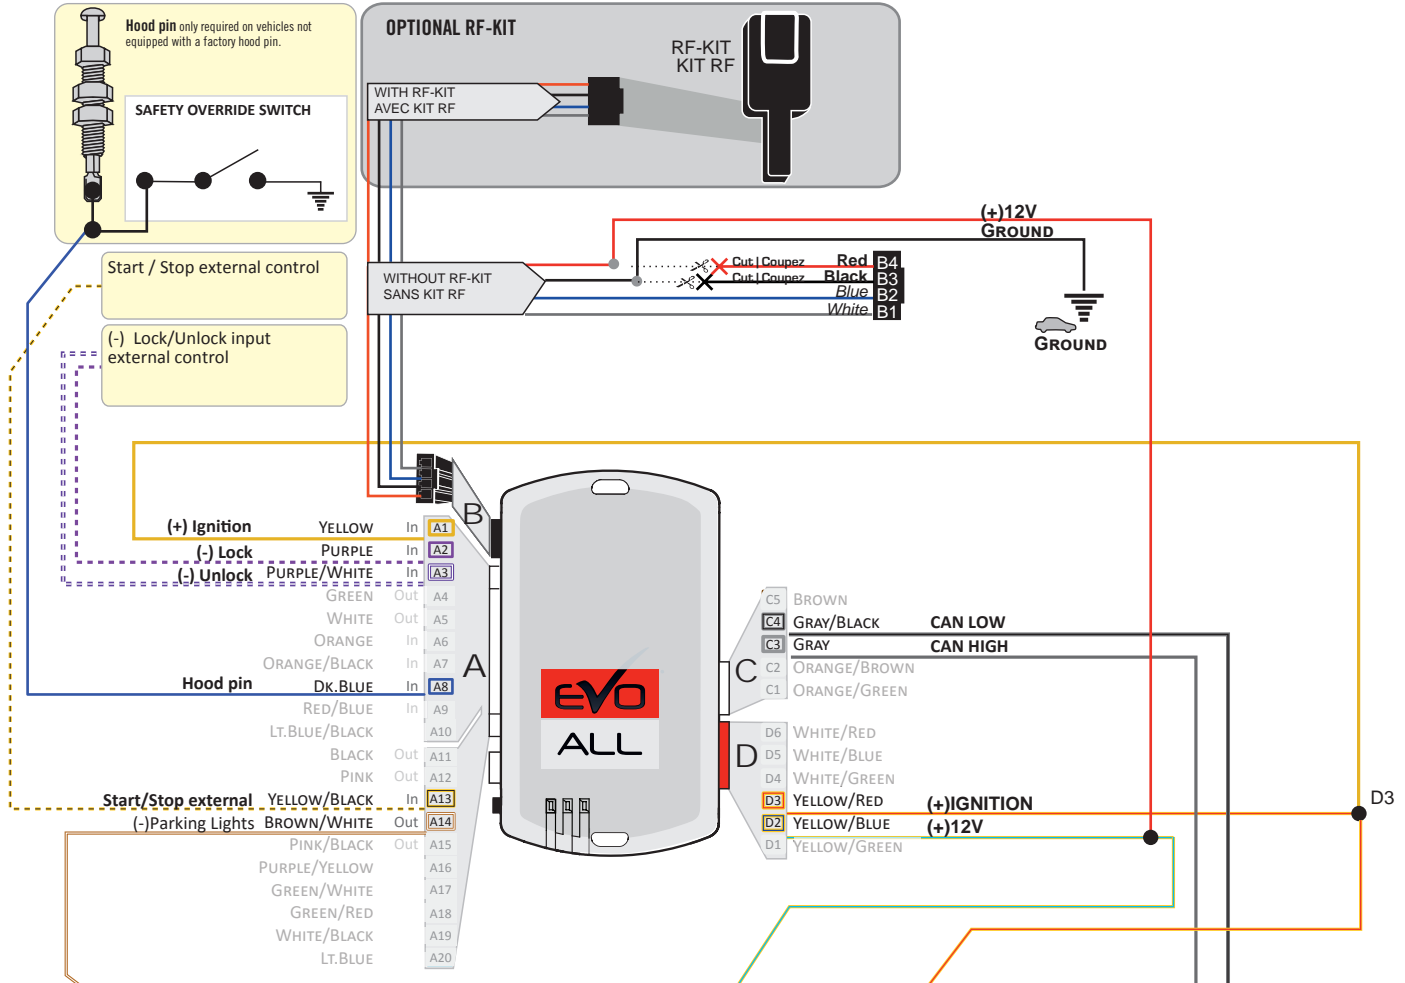 Hood pin only required on vehicles not
equipped with a factory hood pin.
SAFETY OVERRIDE SWITCH
OPTIONAL RF-KIT
RF-KIT
KIT RF
WITH RF-KIT
AVEC KIT RF
(+)12V
GROUND
Start / Stop external control
WITHOUT RF-KIT
SANS KIT RF
Cut | Coupez Red B4
Cut | Coupez Black B3
Blue B2
White B1
GROUND
(-) Lock/Unlock input
external control
B
(+) Ignition YELLOW In A1
(-) Lock PURPLE In A2
(-) Unlock PURPLE/WHITE In A3
GREEN Out A4
WHITE Out A5
ORANGE In A6
ORANGE/BLACK In A7
Hood pin DK.BLUE In A8
RED/BLUE In A9
LT.BLUE/BLACK A10
BLACK Out A11
PINK Out A12
Start/Stop external YELLOW/BLACK In A13
(-)Parking Lights BROWN/WHITE Out A14
PINK/BLACK Out A15
PURPLE/YELLOW A16
GREEN/WHITE A17
GREEN/RED A18
WHITE/BLACK A19
LT.BLUE A20
A
EVO
ALL
C
C5 BROWN
C4 GRAY/BLACK CAN LOW
C3 GRAY CAN HIGH
C2 ORANGE/BROWN
C1 ORANGE/GREEN
D
D6 WHITE/RED
D5 WHITE/BLUE
D4 WHITE/GREEN
D3 YELLOW/RED (+)IGNITION
D2 YELLOW/BLUE (+)12V
D1 YELLOW/GREEN
D3